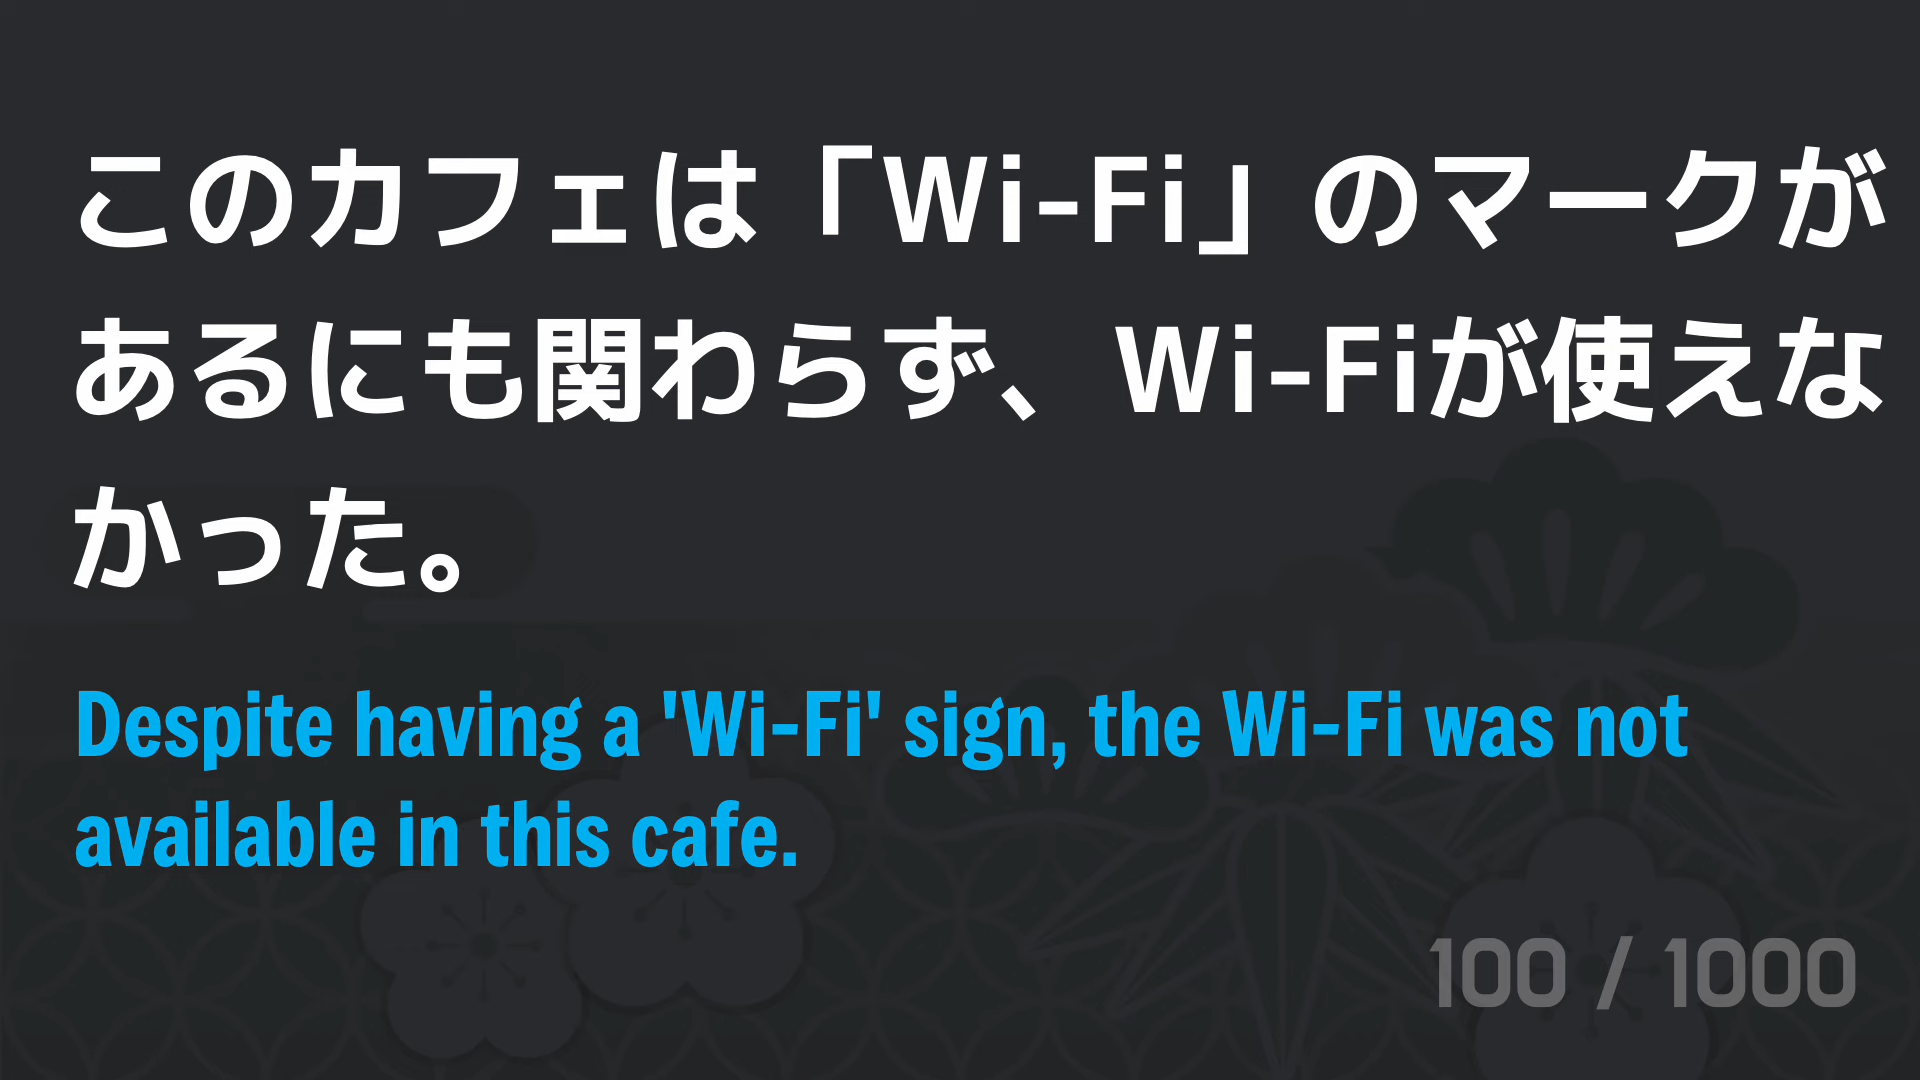 このカフェは「Wi-Fi」のマークが
あるにも関わらず、Wi-Fiが使えな
かった。
Despite having a 'Wi-Fi' sign, the Wi-Fi was not
available in this cafe.
100 / 1000